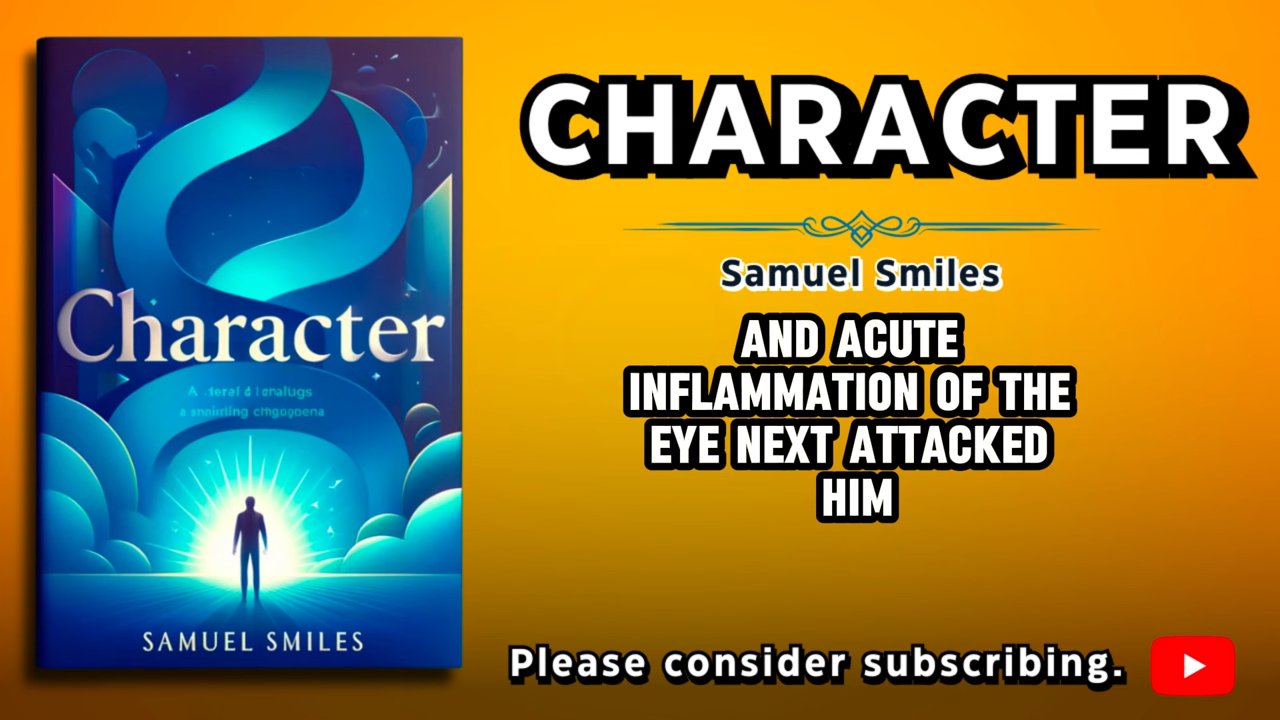 Character
SAMUEL SMILES
CHARACTER
Samuel Smiles
AND ACUTE
INFLAMMATION OF THE
EYE NEXT ATTACKED
HIM
Please consider subscribing.